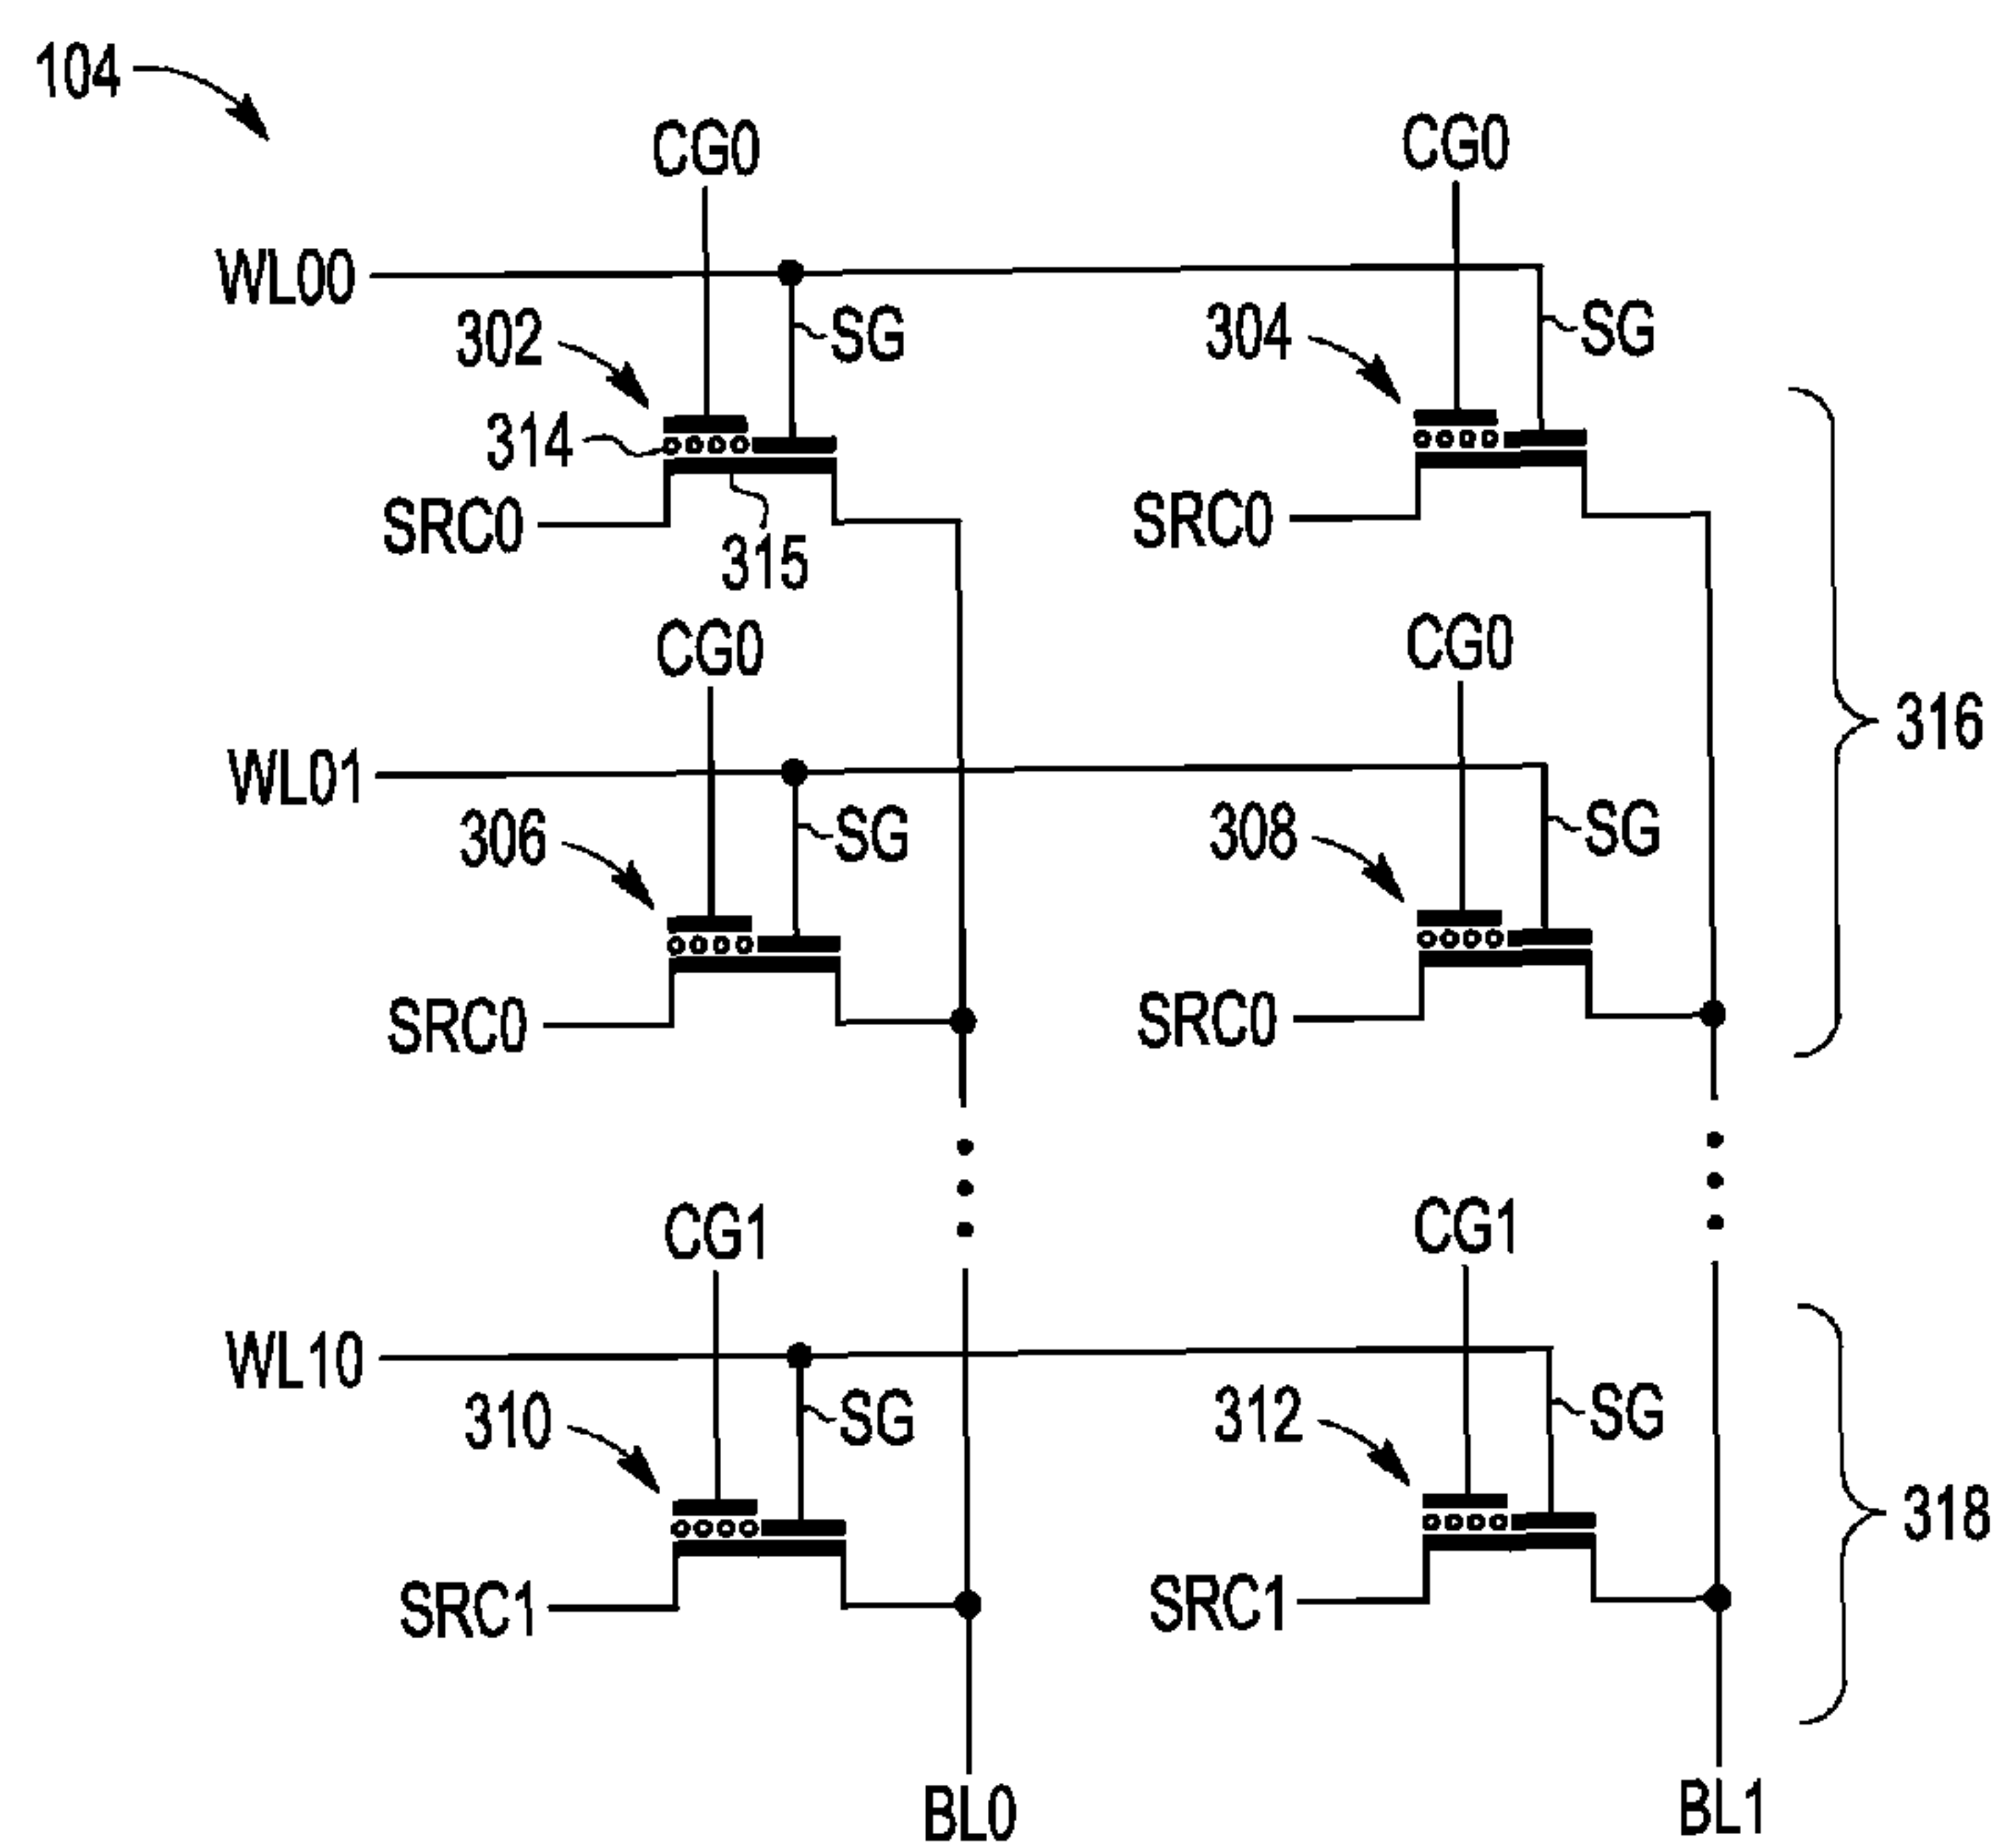 104
CG0 CG0
WL00
302 SG 304 SG
314
SRC0 SRC0
315
316
CG0 CG0
WL01
306 SG 308 SG
SRC0 SRC0
CG1 CG1
WL10
310 SG 312 SG
318
SRC1 SRC1
BL0 BL1